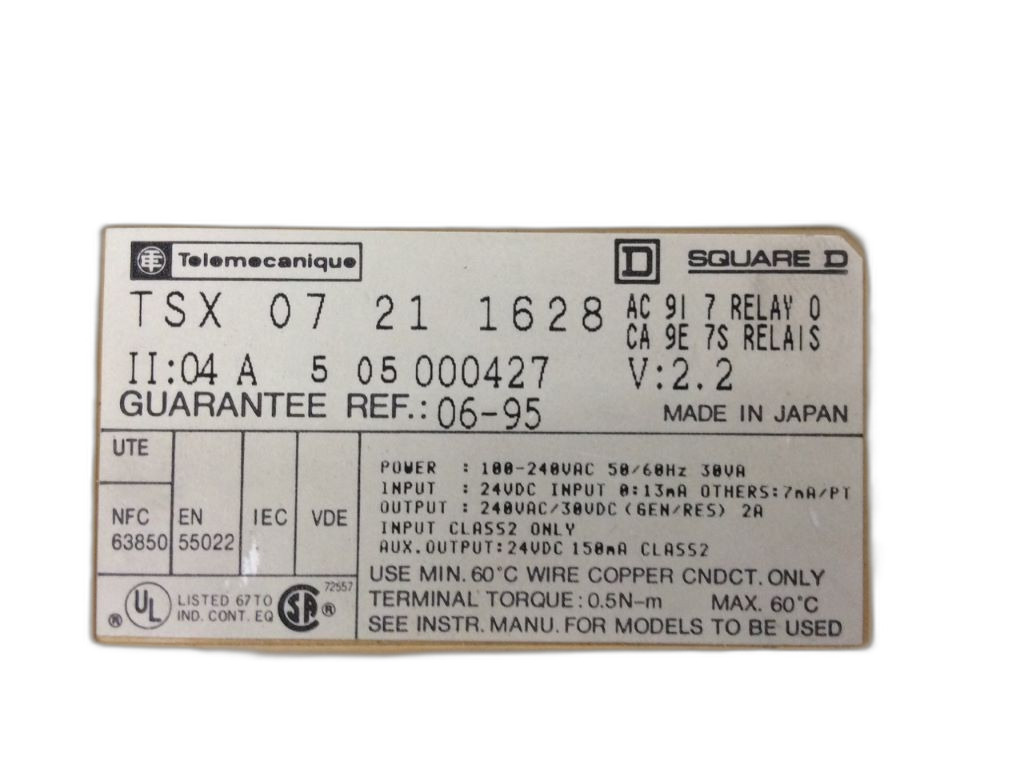 Telemecanique
D SQUARE D
TSX 07 21 1628 AC 9I 7 RELAY O
CA 9E 7S RELAIS
II:04 A 5 05 000427 V:2.2
GUARANTEE REF.: 06-95 MADE IN JAPAN
UTE
NFC 63850
EN 55022
IEC
VDE
POWER : 100-240VAC 50/60Hz 30VA
INPUT : 24VDC INPUT 0:13mA OTHERS:7mA/PT
OUTPUT : 240VAC/30VDC (GEN/RES) 2A
INPUT CLASS2 ONLY
AUX.OUTPUT:24VDC 150mA CLASS2
USE MIN. 60°C WIRE COPPER CNDCT. ONLY
TERMINAL TORQUE: 0.5N-m MAX. 60°C
SEE INSTR. MANU. FOR MODELS TO BE USED
® UL LISTED 67TO
IND. CONT. EQ
SA ® 72557